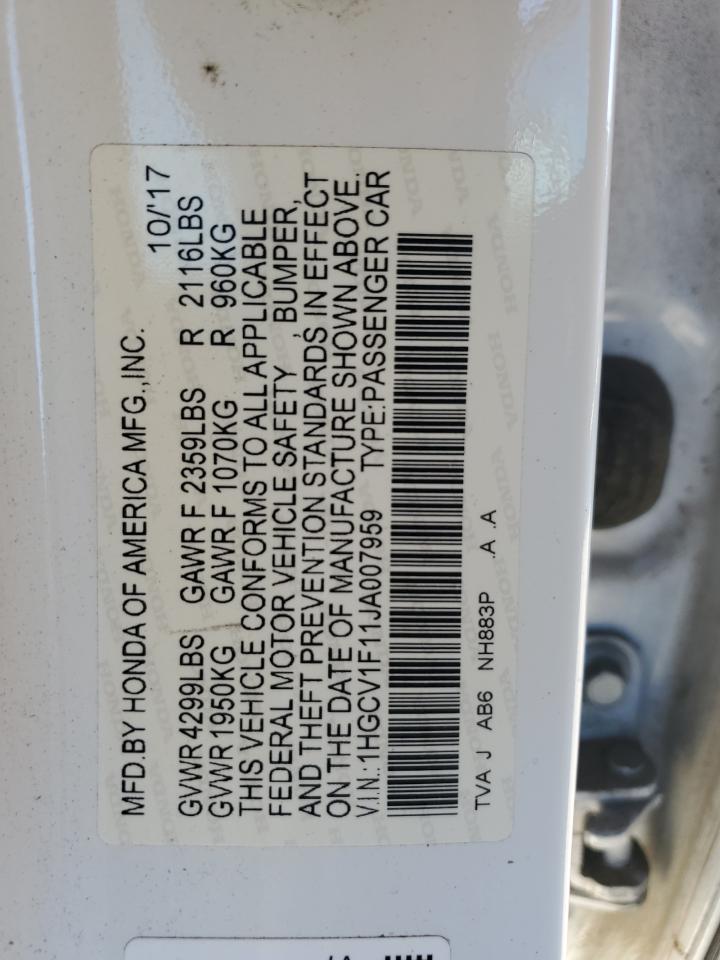 MFD.BY HONDA OF AMERICA MFG.,INC. 10/'17
GVWR 4299LBS GAWR F 2359LBS R 2116LBS
GVWR 1950KG GAWR F 1070KG R 960KG
THIS VEHICLE CONFORMS TO ALL APPLICABLE
FEDERAL MOTOR VEHICLE SAFETY , BUMPER,
AND THEFT PREVENTION STANDARDS IN EFFECT
ON THE DATE OF MANUFACTURE SHOWN ABOVE.
V.I.N.:1HGCV1F11JA007959 TYPE:PASSENGER CAR
TVA J AB6 NH883P .A .A